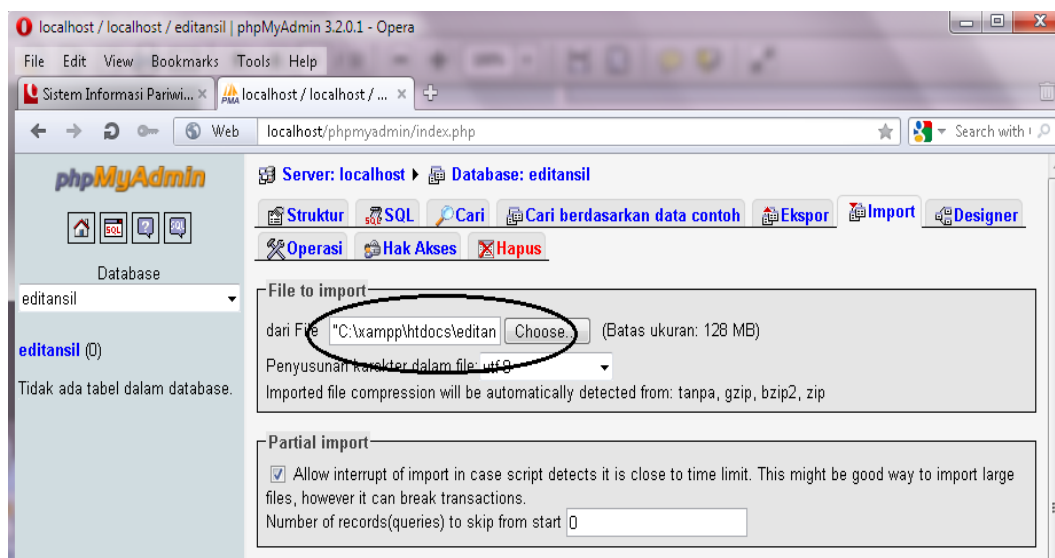 localhost / localhost / editansil | phpMyAdmin 3.2.0.1 - Opera
File Edit View Bookmarks Tools Help
Sistem Informasi Pariwi... localhost / localhost / ...
Web localhost/phpmyadmin/index.php Search with
phpMyAdmin
Server: localhost Database: editansil
Struktur SQL Cari Cari berdasarkan data contoh Ekspor Import Designer
Operasi Hak Akses Hapus
Database
editansil
editansil (0)
Tidak ada tabel dalam database.
File to import
dari File "C:\xampp\htdocs\editan Choose... (Batas ukuran: 128 MB)
Penyusunan karakter dalam file: utf8
Imported file compression will be automatically detected from: tanpa, gzip, bzip2, zip
Partial import
Allow interrupt of import in case script detects it is close to time limit. This might be good way to import large
files, however it can break transactions.
Number of records(queries) to skip from start 0